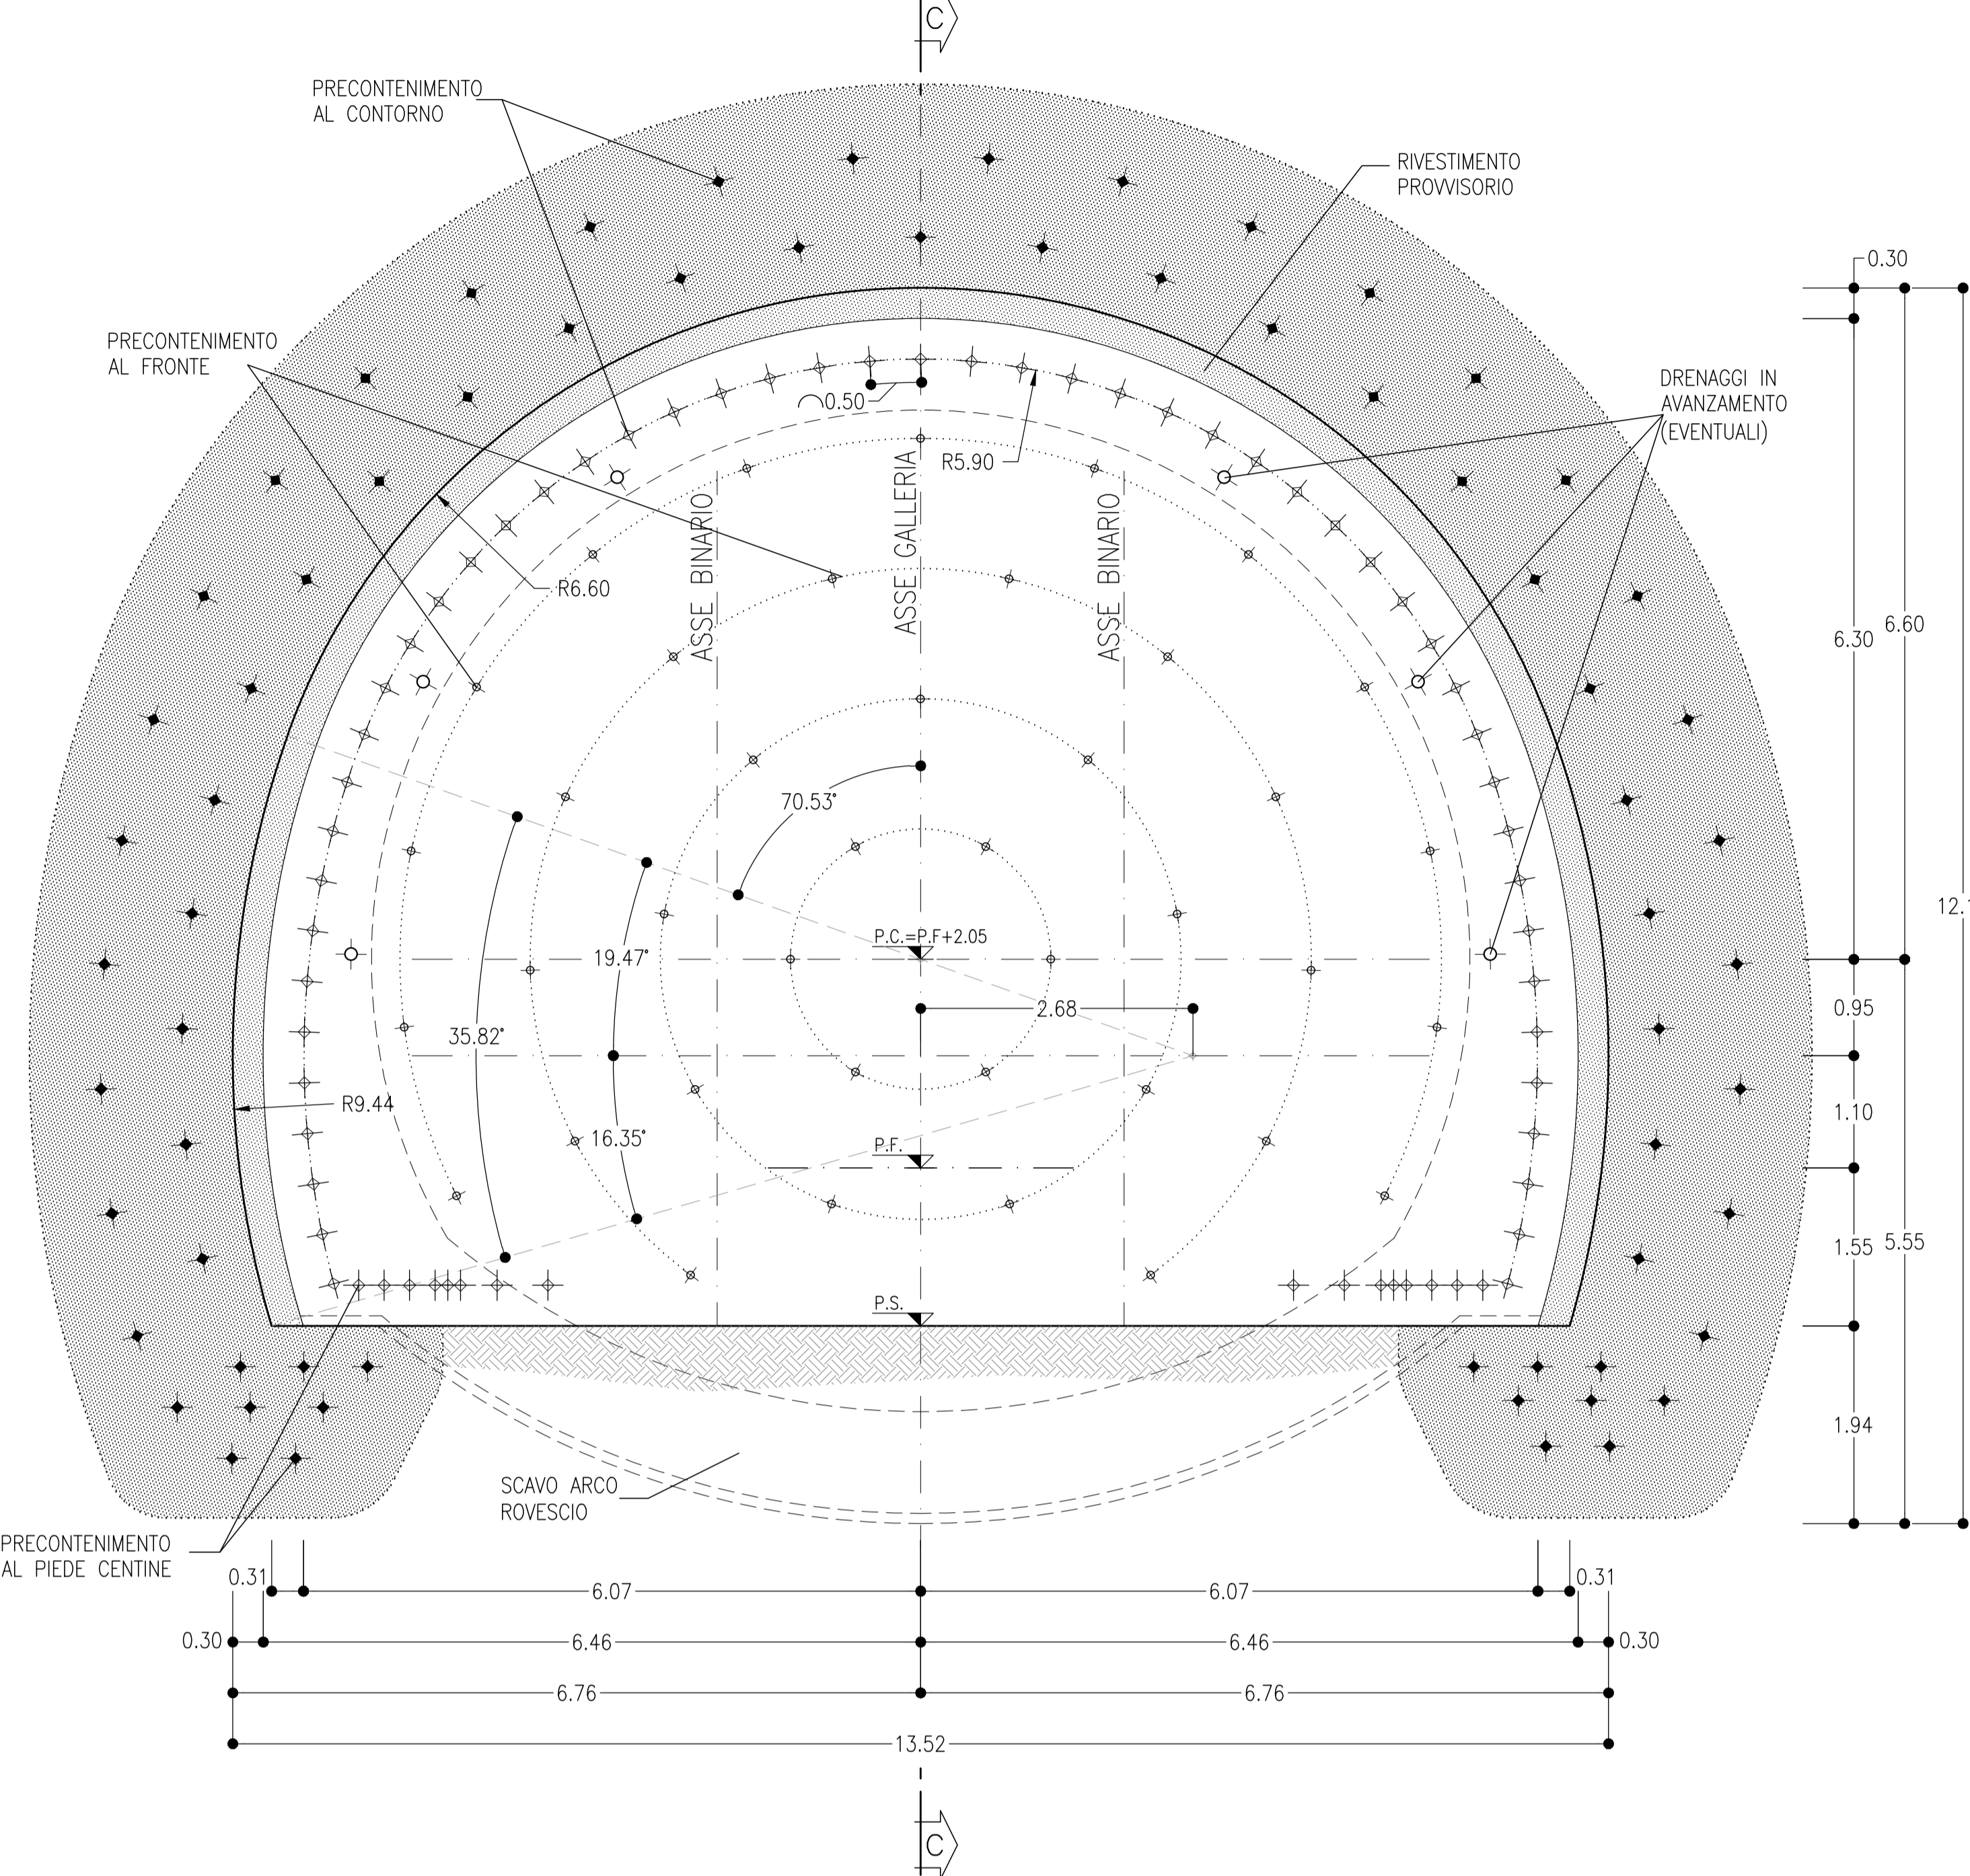 C
PRECONTENIMENTO
AL CONTORNO
RIVESTIMENTO
PROVVISORIO
0.30
PRECONTENIMENTO
AL FRONTE
DRENAGGI IN
AVANZAMENTO
(EVENTUALI)
0.50
R5.90
ASSE BINARIO
ASSE GALLERIA
ASSE BINARIO
R6.60
6.30
6.60
70.53°
12.
P.C.=P.F+2.05
19.47°
2.68
0.95
35.82°
R9.44
1.10
16.35°
P.F.
1.55
5.55
P.S.
1.94
SCAVO ARCO
ROVESCIO
PRECONTENIMENTO
AL PIEDE CENTINE
0.31
6.07
6.07
0.31
0.30
6.46
6.46
0.30
6.76
6.76
13.52
C